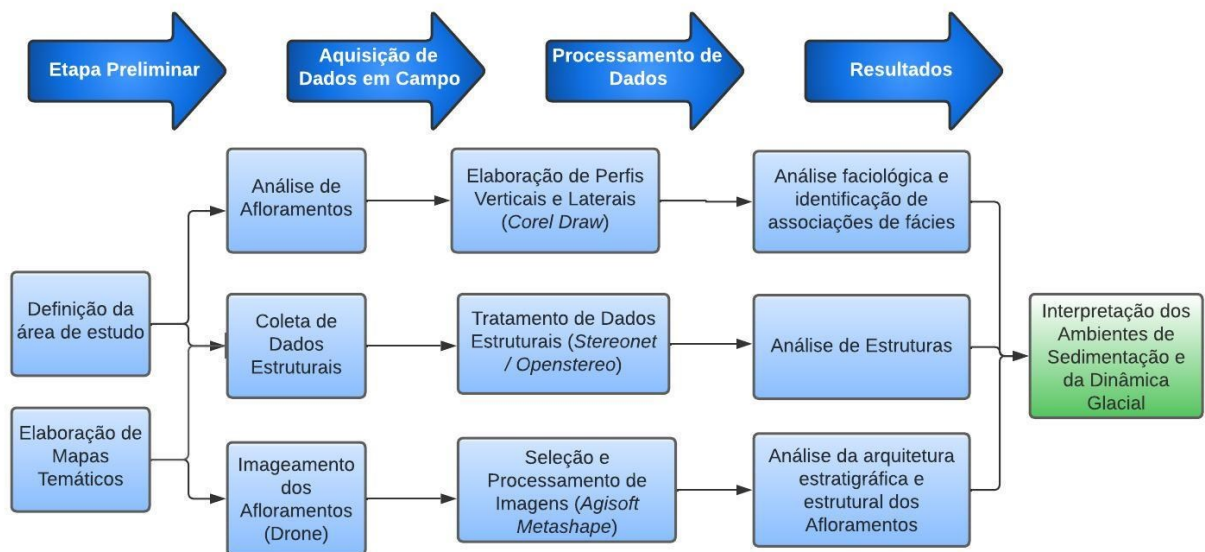 Etapa Preliminar
Aquisição de
Dados em Campo
Processamento de
Dados
Resultados
Análise de
Afloramentos
Elaboração de Perfis
Verticais e Laterais
(Corel Draw)
Análise faciológica e
identificação de
associações de fácies
Definição da
área de estudo
Coleta de
Dados
Estruturais
Tratamento de Dados
Estruturais (Stereonet
/ Openstereo)
Análise de Estruturas
Interpretação dos
Ambientes de
Sedimentação e
da Dinâmica
Glacial
Elaboração de
Mapas
Temáticos
Imageamento
dos
Afloramentos
(Drone)
Seleção e
Processamento de
Imagens (Agisoft
Metashape)
Análise da arquitetura
estratigráfica e
estrutural dos
Afloramentos